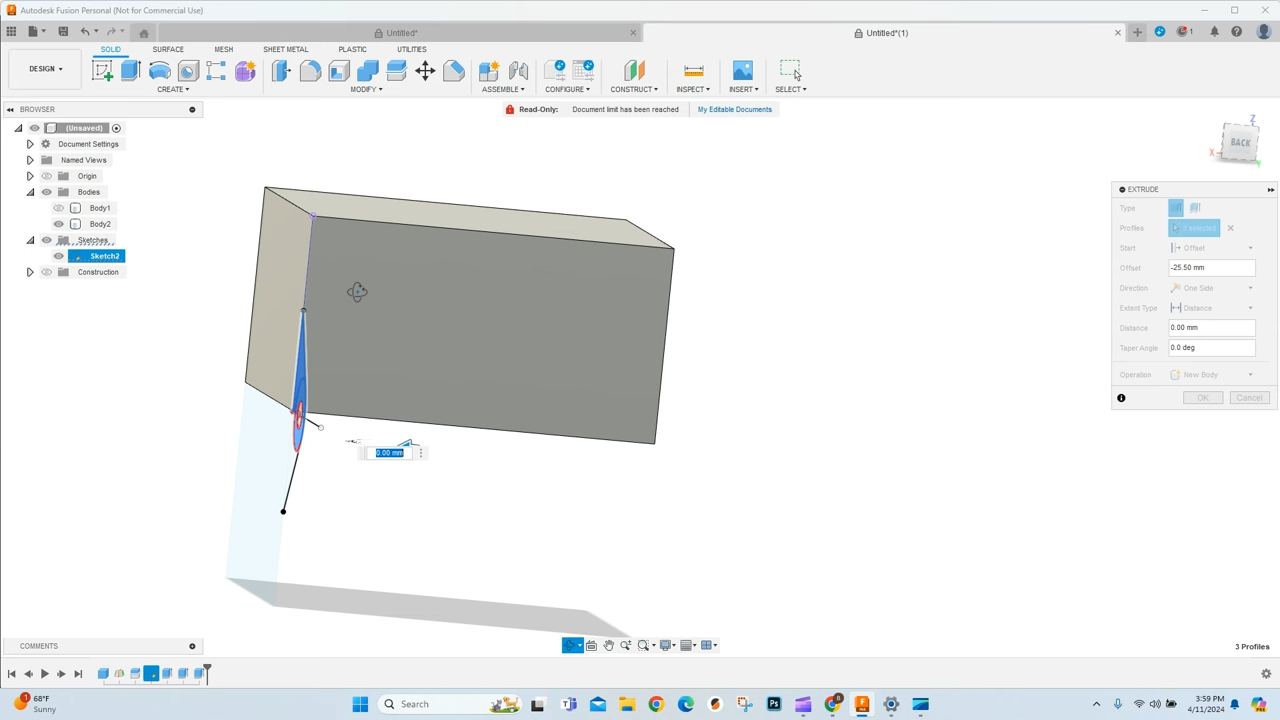 Autodesk Fusion Personal (Not for Commercial Use)
Untitled*
Untitled*(1)
1
SOLID SURFACE MESH SHEET METAL PLASTIC UTILITIES
DESIGN
CREATE MODIFY ASSEMBLE CONFIGURE CONSTRUCT INSPECT INSERT SELECT
BROWSER
Read-Only: Document limit has been reached My Editable Documents
(Unsaved)
Document Settings
Named Views
Origin
Bodies
Body1
Body2
Sketches
Sketch2
Construction
Z
BACK
X
Y
EXTRUDE
Type
Profiles 3 selected
Start Offset
Offset -25.50 mm
Direction One Side
Extent Type Distance
Distance 0.00 mm
Taper Angle 0.0 deg
Operation New Body
OK Cancel
0.00 mm
COMMENTS
3 Profiles
1
68°F
Sunny
Search
3:59 PM
4/11/2024